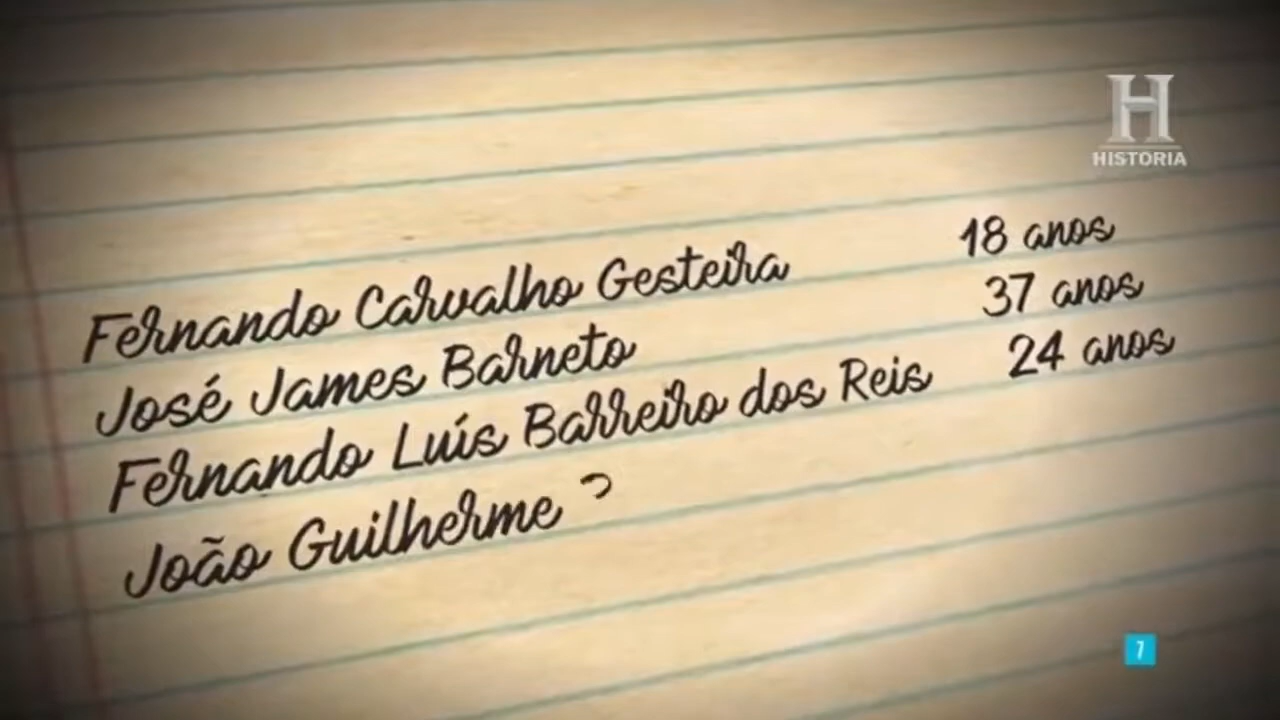 H
HISTORIA
Fernando Carvalho Gesteira 18 anos
José James Barneto 37 anos
Fernando Luís Barreiro dos Reis 24 anos
João Guilherme
7